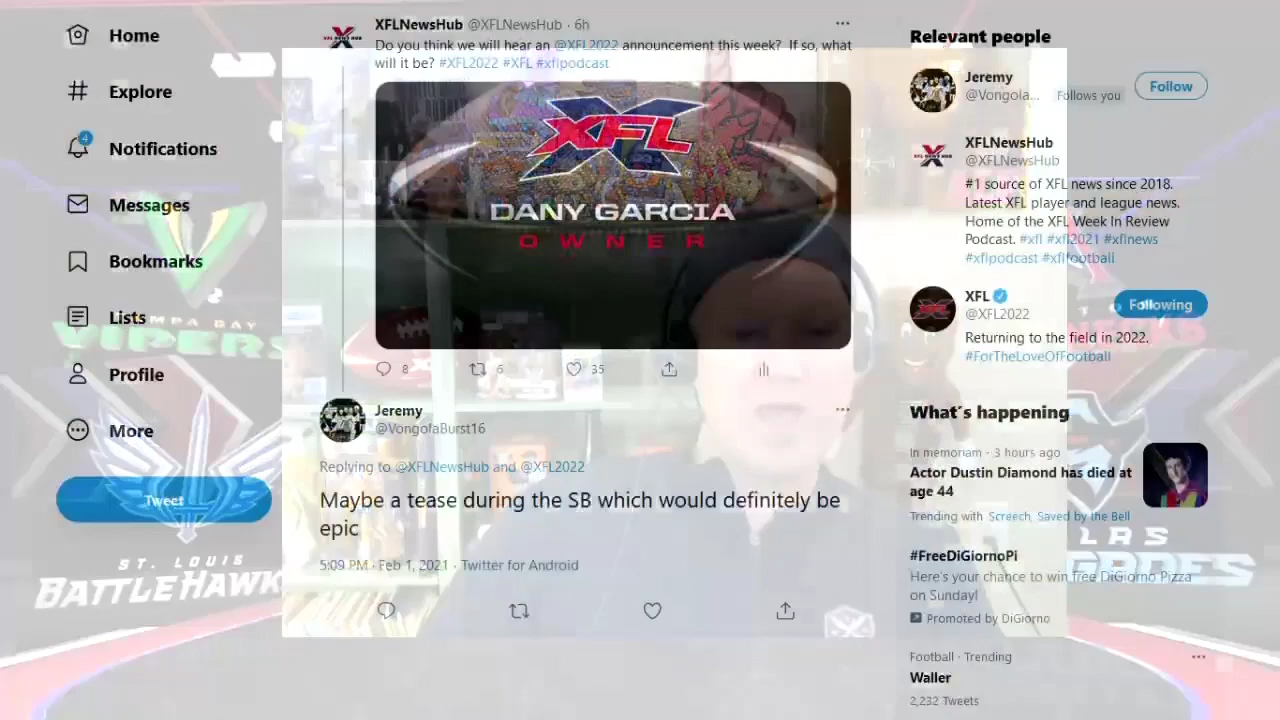 Home
Explore
4
Notifications
Messages
Bookmarks
Lists
Profile
More
Tweet
XFLNewsHub @XFLNewsHub · 6h
Do you think we will hear an @XFL2022 announcement this week? If so, what
will it be? #XFL2022 #XFL #xflpodcast
XFL
DANY GARCIA
OWNER
8 6 35
Jeremy
@VongofaBurst16
Replying to @XFLNewsHub and @XFL2022
Maybe a tease during the SB which would definitely be
epic
5:09 PM · Feb 1, 2021 · Twitter for Android
Relevant people
Jeremy
@Vongofa... Follows you
Follow
XFLNewsHub
@XFLNewsHub
#1 source of XFL news since 2018.
Latest XFL player and league news.
Home of the XFL Week In Review
Podcast. #xfl #xfl2021 #xflnews
#xflpodcast #xflfootball
XFL
@XFL2022
Following
Returning to the field in 2022.
#ForTheLoveOfFootball
What's happening
In memoriam · 3 hours ago
Actor Dustin Diamond has died at
age 44
Trending with Screech, Saved by the Bell
#FreeDiGiornoPi
Here's your chance to win free DiGiorno Pizza
on Sunday!
Promoted by DiGiorno
Football · Trending
Waller
2,232 Tweets
VIPERS
ST. LOUIS
BATTLEHAWK